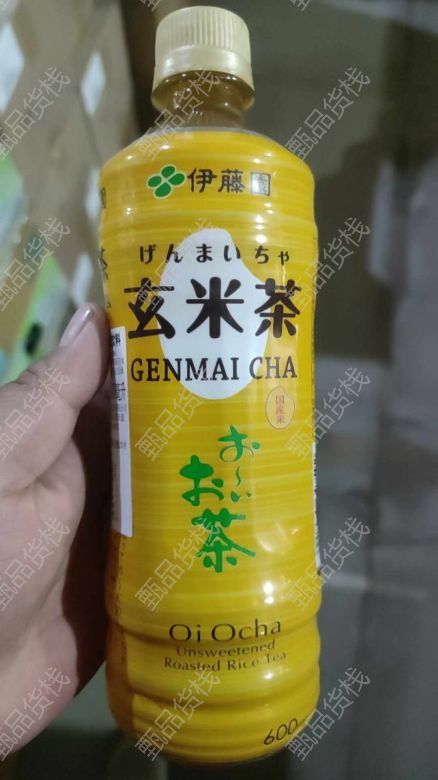 伊藤園
げんまいちゃ
玄米茶
GENMAI CHA
国産米
お〜い
お茶
Oi Ocha
Unsweetened
Roasted Rice Tea
600
甄品货栈